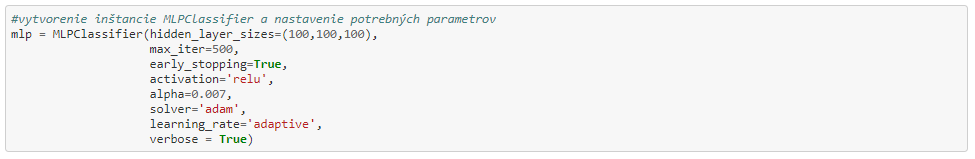 #vytvorenie inštancie MLPClassifier a nastavenie potrebných parametrov
mlp = MLPClassifier(hidden_layer_sizes=(100,100,100),
max_iter=500,
early_stopping=True,
activation='relu',
alpha=0.007,
solver='adam',
learning_rate='adaptive',
verbose = True)